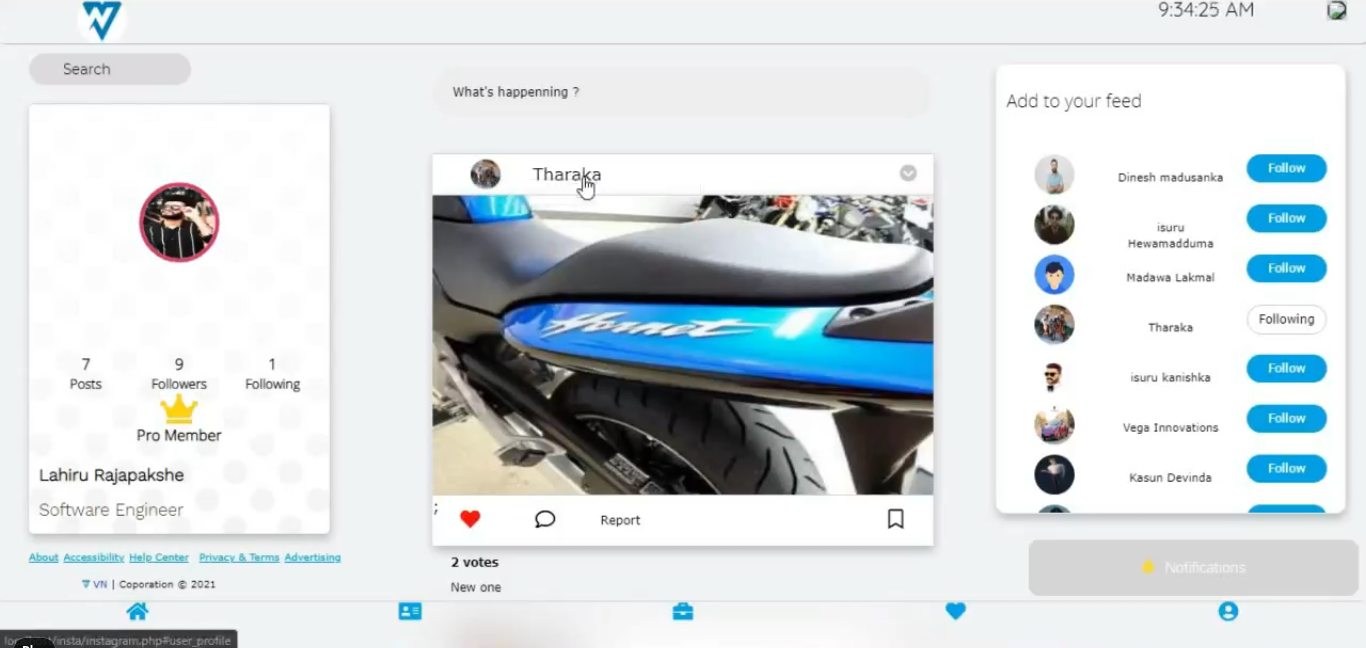 9:34:25 AM
Search
What's happenning ?
Add to your feed
Tharaka
Hornet
7
9
1
Posts
Followers
Following
Pro Member
Lahiru Rajapakshe
Software Engineer
Dinesh madusanka
Follow
isuru
Hewamadduma
Follow
Madawa Lakmal
Follow
Tharaka
Following
isuru kanishka
Follow
Vega Innovations
Follow
Kasun Devinda
Follow
;
Report
2 votes
New one
About Accessibility Help Center Privacy & Terms Advertising
VN | Coporation © 2021
Notifications
/insta/instagram.php#user_profile